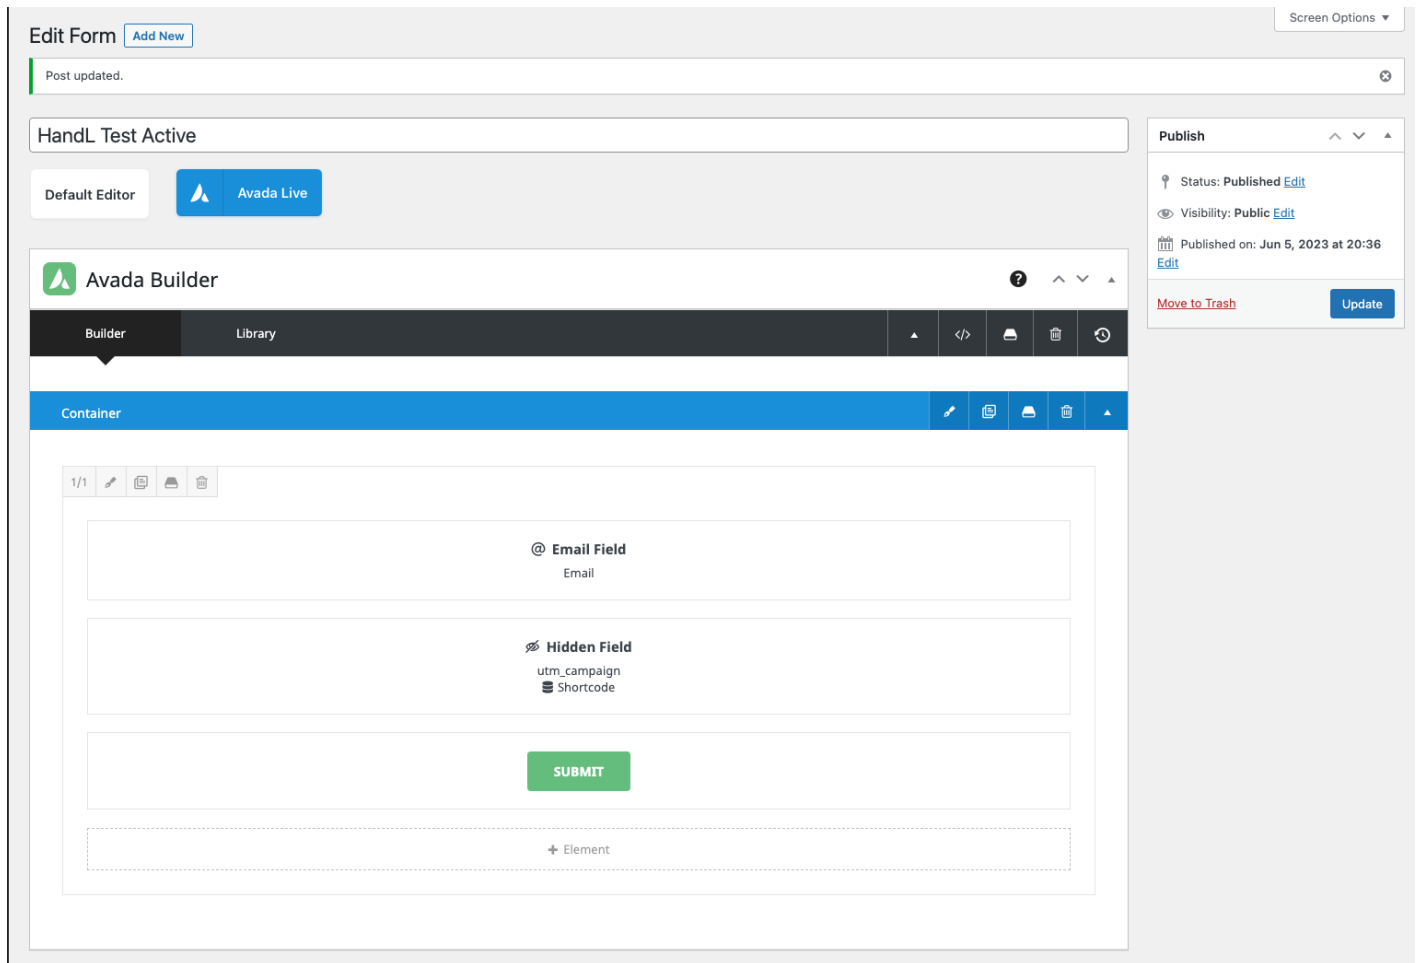 Screen Options
Edit Form Add New
Post updated.
HandL Test Active
Default Editor
Avada Live
Avada Builder
Builder
Library
Container
1/1
@ Email Field
Email
Hidden Field
utm_campaign
Shortcode
SUBMIT
+ Element
Publish
Status: Published Edit
Visibility: Public Edit
Published on: Jun 5, 2023 at 20:36
Edit
Move to Trash
Update